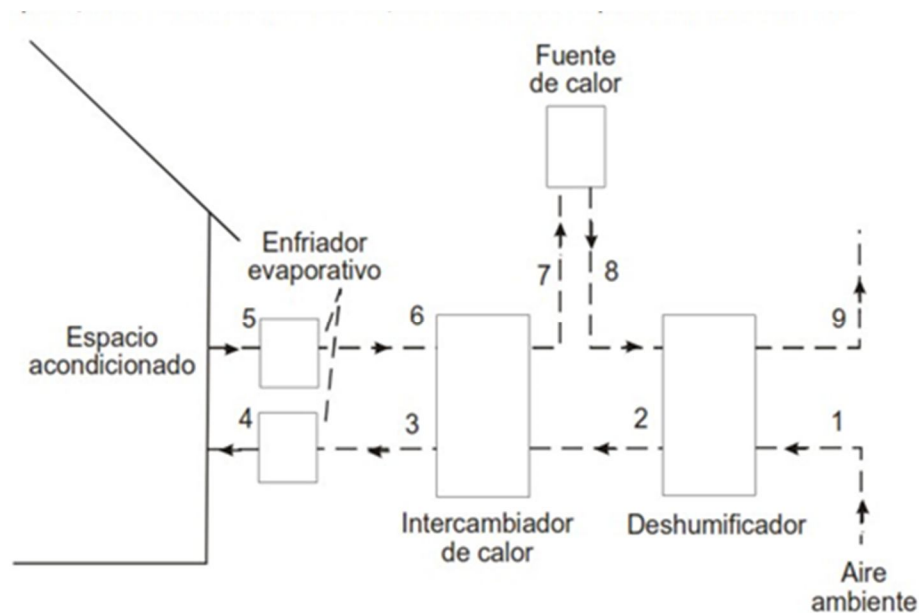 Fuente
de calor
Enfriador
evaporativo
7
8
5
6
9
Espacio
acondicionado
4
3
2
1
Intercambiador
de calor
Deshumificador
Aire
ambiente